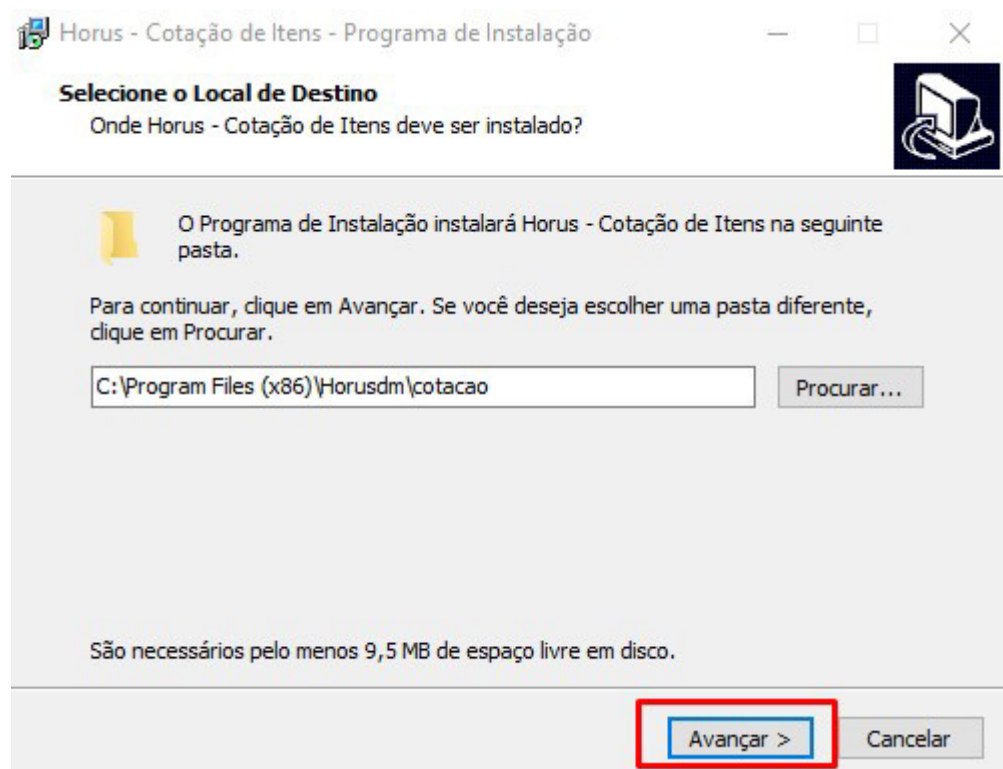 Horus - Cotação de Itens - Programa de Instalação
Selecione o Local de Destino
Onde Horus - Cotação de Itens deve ser instalado?
O Programa de Instalação instalará Horus - Cotação de Itens na seguinte
pasta.
Para continuar, clique em Avançar. Se você deseja escolher uma pasta diferente,
clique em Procurar.
C:\Program Files (x86)\Horusdm\cotacao
Procurar...
São necessários pelo menos 9,5 MB de espaço livre em disco.
Avançar >
Cancelar